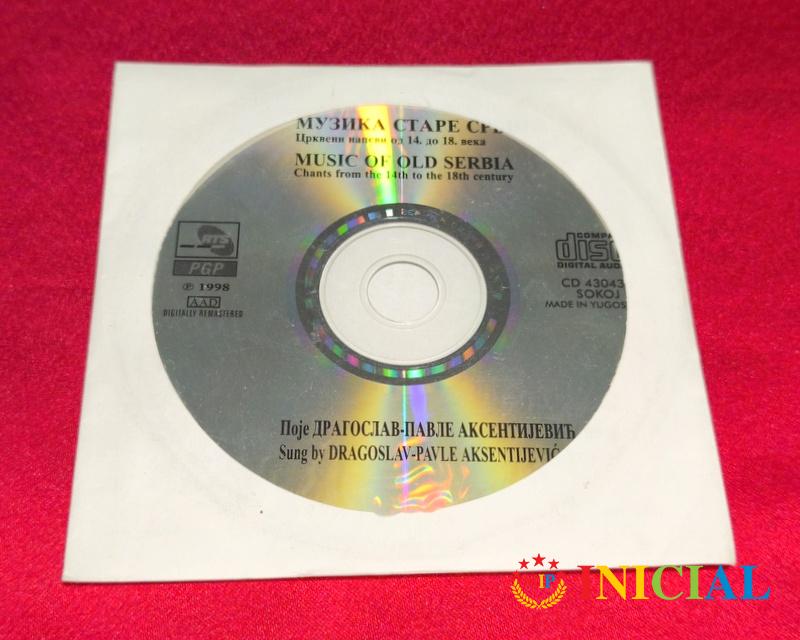 МУЗИКА СТАРЕ СРБ
Црквени напеви од 14. до 18. века
MUSIC OF OLD SERBIA
Chants from the 14th to the 18th century
RTS
PGP
℗ 1998
AAD
DIGITALLY REMASTERED
COMPA
disc
DIGITAL AUD
CD 43043
SOKOJ
MADE IN YUGOS
Поје ДРАГОСЛАВ-ПАВЛЕ АКСЕНТИЈЕВИЋ
Sung by DRAGOSLAV-PAVLE AKSENTIJEVIĆ
IP INICIAL